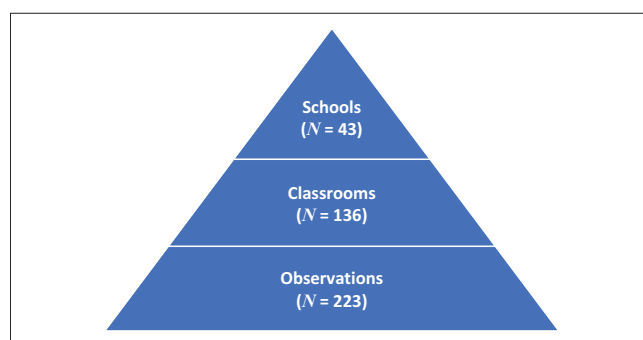 Schools
(N = 43)
Classrooms
(N = 136)
Observations
(N = 223)